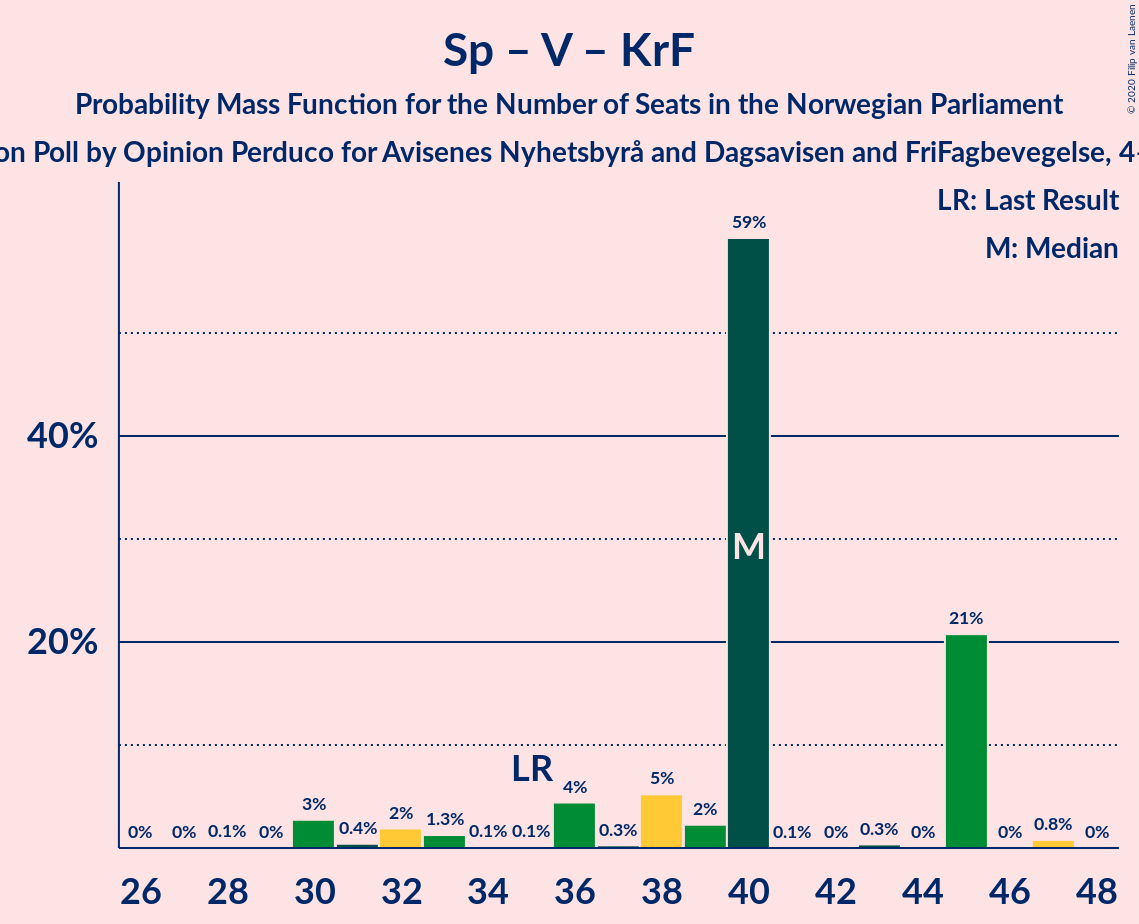 © 2020 Filip van Laenen
Sp – V – KrF
Probability Mass Function for the Number of Seats in the Norwegian Parliament
on Poll by Opinion Perduco for Avisenes Nyhetsbyrå and Dagsavisen and FriFagbevegelse, 4-
LR: Last Result
M: Median
59%
40%
M
21%
20%
LR
5%
4%
3%
2%
2%
1.3%
0.8%
0% 0% 0.1% 0% 0.4% 0.1% 0.1% 0.3% 0.1% 0% 0.3% 0% 0% 0%
26 28 30 32 34 36 38 40 42 44 46 48